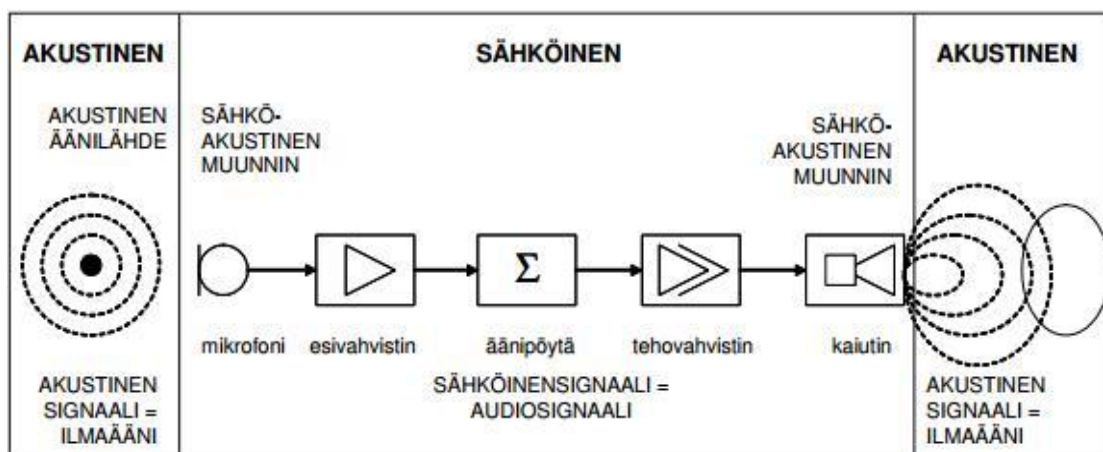 AKUSTINEN
AKUSTINEN
ÄÄNILÄHDE
AKUSTINEN
SIGNAALI =
ILMAÄÄNI
SÄHKÖINEN
SÄHKÖ-
AKUSTINEN
MUUNNIN
SÄHKÖ-
AKUSTINEN
MUUNNIN
Σ
mikrofoni esivahvistin äänipöytä tehovahvistin kaiutin
SÄHKÖINENSIGNAALI =
AUDIOSIGNAALI
AKUSTINEN
AKUSTINEN
SIGNAALI =
ILMAÄÄNI